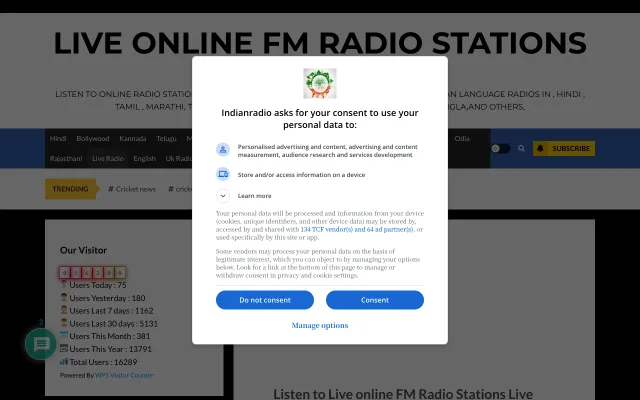 LIVE ONLINE FM RADIO STATIONS
LISTEN TO ONLINE RADIO
AN LANGUAGE RADIOS IN , HINDI ,
TAMIL , MARATHI,
AND OTHERS,
Hindi Bollywood Kannada Telugu
Odia
SUBSCRIBE
Rajasthani Live Radio English Uk Radio
TRENDING
# Cricket news #
Indianradio asks for your consent to use your
personal data to:
Personalised advertising and content, advertising and content
measurement, audience research and services development
Store and/or access information on a device
Learn more
Your personal data will be processed and information from your device
(cookies, unique identifiers, and other device data) may be stored by,
accessed by and shared with 134 TCF vendor(s) and 64 ad partner(s), or
used specifically by this site or app.
Some vendors may process your personal data on the basis of
legitimate interest, which you can object to by managing your options
below. Look for a link at the bottom of this page to manage or
withdraw consent in privacy and cookie settings.
Do not consent
Consent
Manage options
Our Visitor
Users Today : 75
Users Yesterday : 180
Users Last 7 days : 1162
Users Last 30 days : 5131
Users This Month : 381
Users This Year : 13791
Total Users : 16289
Powered By WPS Visitor Counter
Listen to Live online FM Radio Stations Live